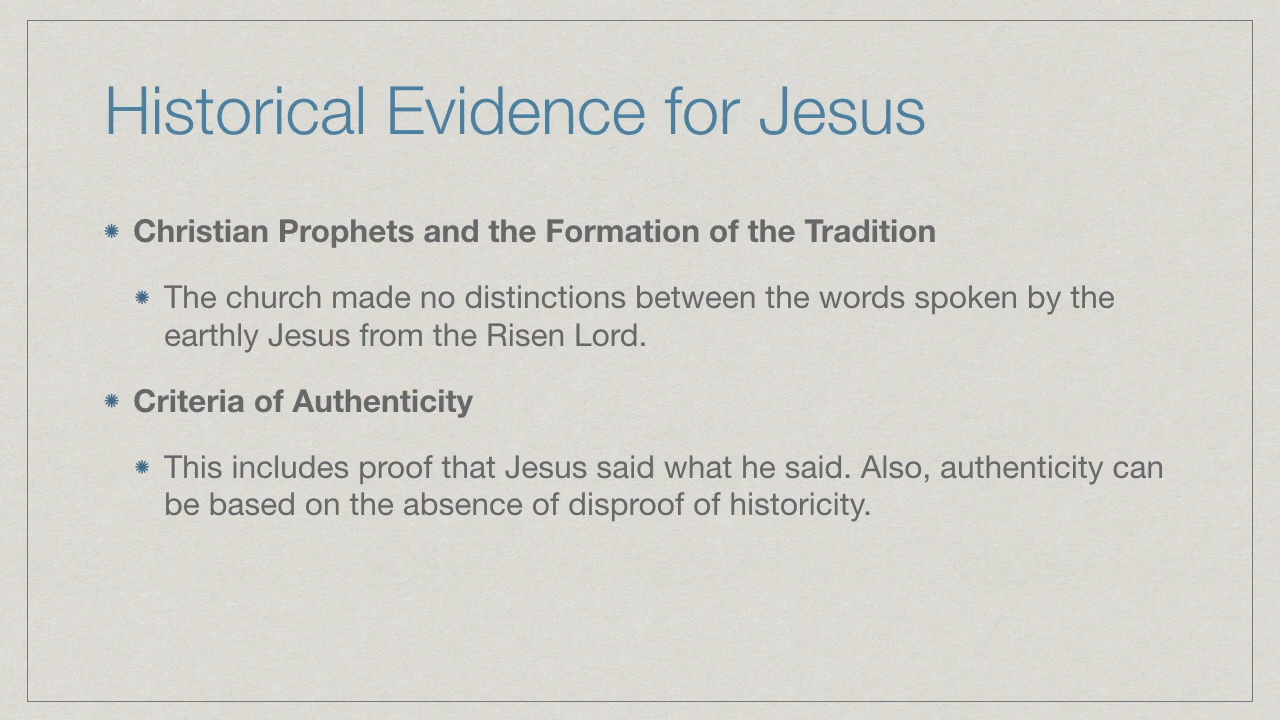 Historical Evidence for Jesus
Christian Prophets and the Formation of the Tradition
The church made no distinctions between the words spoken by the
earthly Jesus from the Risen Lord.
Criteria of Authenticity
This includes proof that Jesus said what he said. Also, authenticity can
be based on the absence of disproof of historicity.